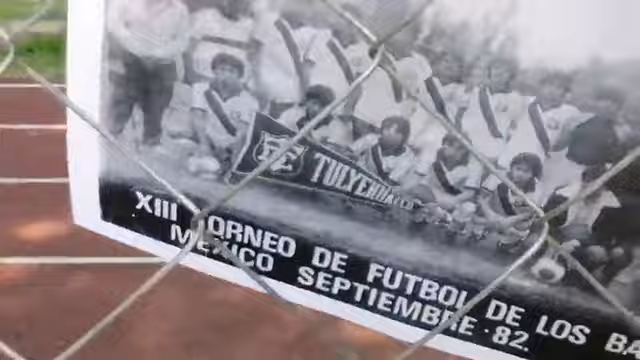 TULYEHUALCO
XIII TORNEO DE FUTBOL DE LOS BA
MEXICO SEPTIEMBRE ·82.